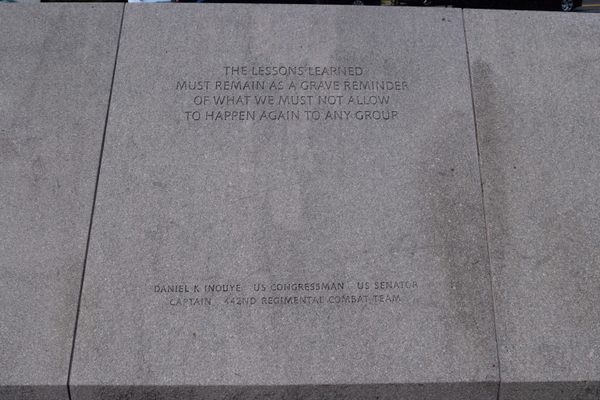 THE LESSONS LEARNED
MUST REMAIN AS A GRAVE REMINDER
OF WHAT WE MUST NOT ALLOW
TO HAPPEN AGAIN TO ANY GROUP
DANIEL K INOUYE US CONGRESSMAN US SENATOR
CAPTAIN 442ND REGIMENTAL COMBAT TEAM